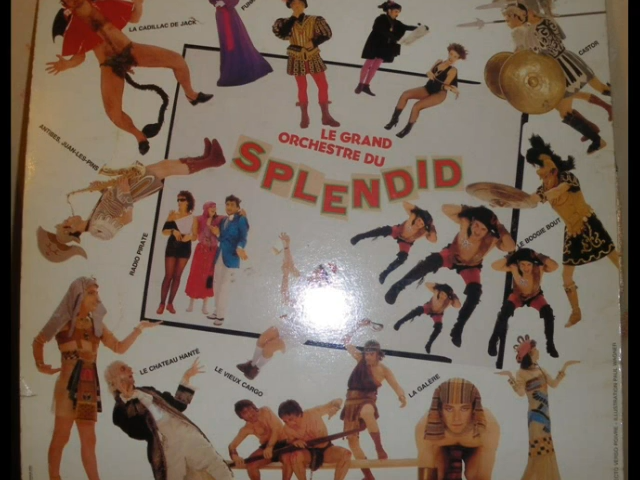 LA CADILLAC DE JACK
CASTOR
LE GRAND
ORCHESTRE DU
SPLENDID
ANTIBES, JUAN-LES-PINS
RADIO PIRATE
LE BOOGIE BOUT
LE CHATEAU HANTE
LE VIEUX CARGO
LA GALERE